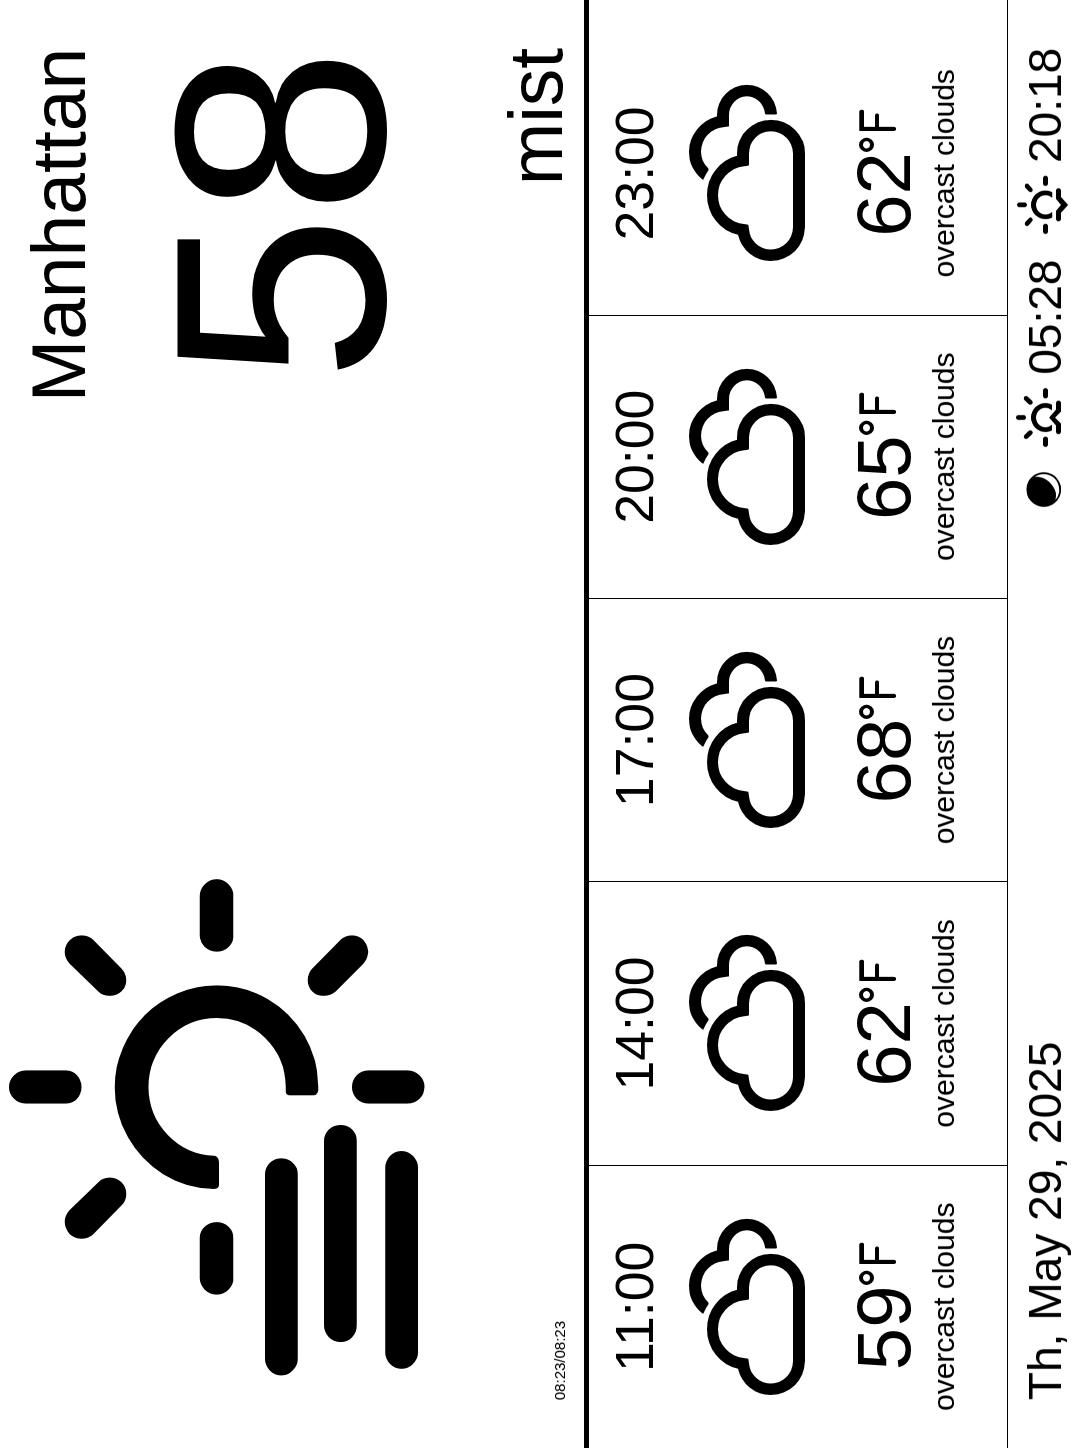 Manhattan
58
mist
08:23/08:23
11:00 14:00 17:00 20:00 23:00
59°F 62°F 68°F 65°F 62°F
overcast clouds overcast clouds overcast clouds overcast clouds overcast clouds
Th, May 29, 2025 05:28 20:18